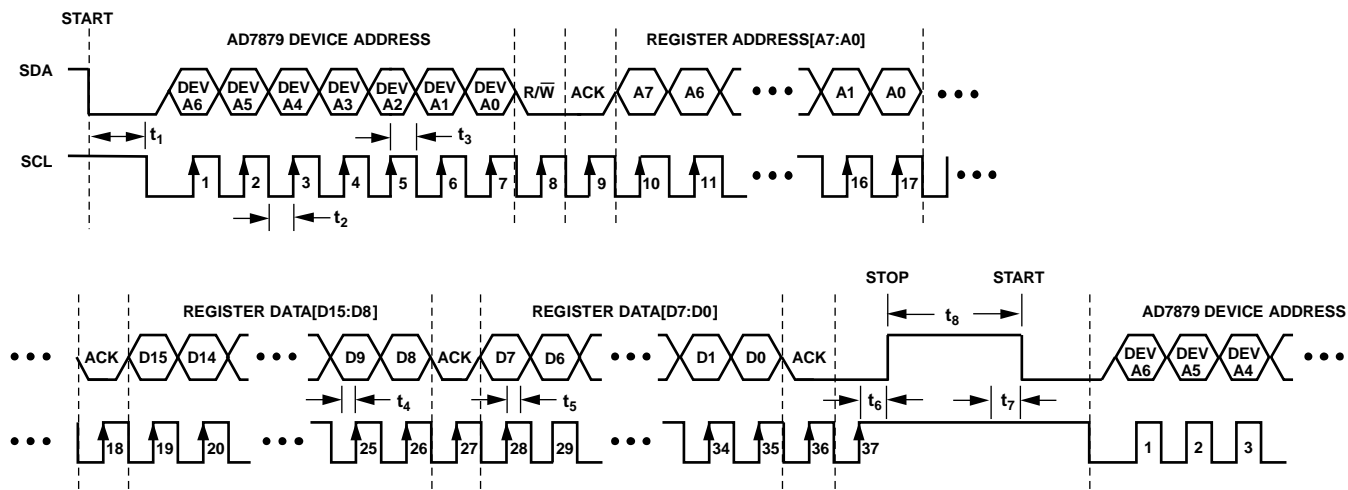 START
AD7879 DEVICE ADDRESS
REGISTER ADDRESS[A7:A0]
SDA
DEV A6 DEV A5 DEV A4 DEV A3 DEV A2 DEV A1 DEV A0 R/W̅ ACK A7 A6 ••• A1 A0 •••
t1 t3
SCL
1 2 3 4 5 6 7 8 9 10 11 ••• 16 17 •••
t2
STOP START
REGISTER DATA[D15:D8] REGISTER DATA[D7:D0] t8 AD7879 DEVICE ADDRESS
••• ACK D15 D14 ••• D9 D8 ACK D7 D6 ••• D1 D0 ACK DEV A6 DEV A5 DEV A4 •••
t4 t5 t6 t7
••• 18 19 20 ••• 25 26 27 28 29 ••• 34 35 36 37 1 2 3 •••